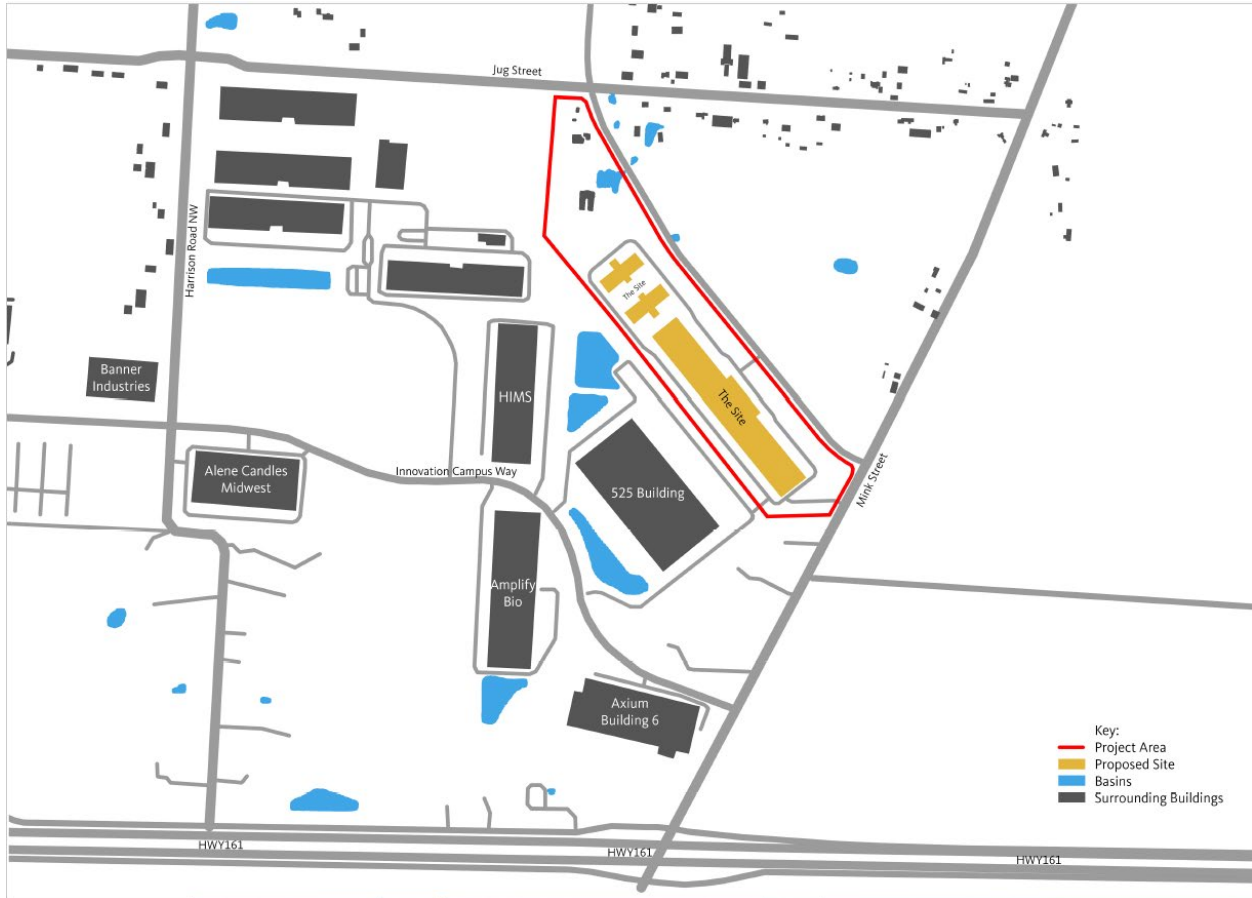 Jug Street
Harrison Road NW
The Site
Banner
Industries
HIMS
The Site
Alene Candles
Midwest
Innovation Campus Way
525 Building
Mink Street
Amplify
Bio
Axium
Building 6
Key:
Project Area
Proposed Site
Basins
Surrounding Buildings
HWY161
HWY161
HWY161